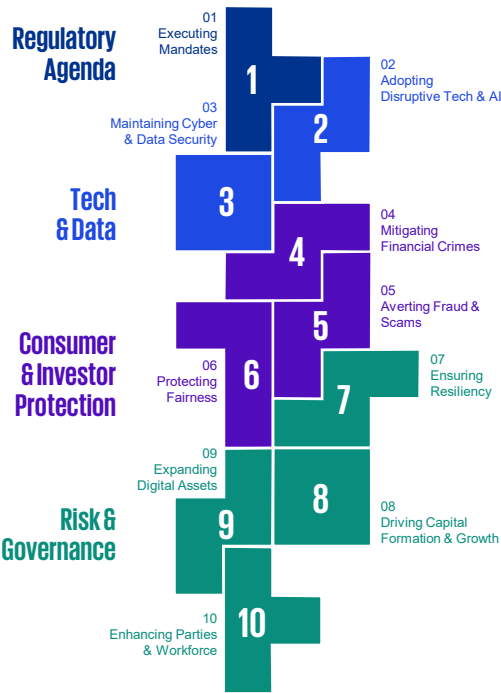 Regulatory
Agenda
01
Executing
Mandates
1
02
Adopting
Disruptive Tech & AI
2
03
Maintaining Cyber
& Data Security
Tech
& Data
3
04
Mitigating
Financial Crimes
4
05
Averting Fraud &
Scams
5
Consumer
& Investor
Protection
06
Protecting
Fairness
6
07
Ensuring
Resiliency
7
Risk &
Governance
08
Driving Capital
Formation & Growth
8
09
Expanding
Digital Assets
9
10
Enhancing Parties
& Workforce
10